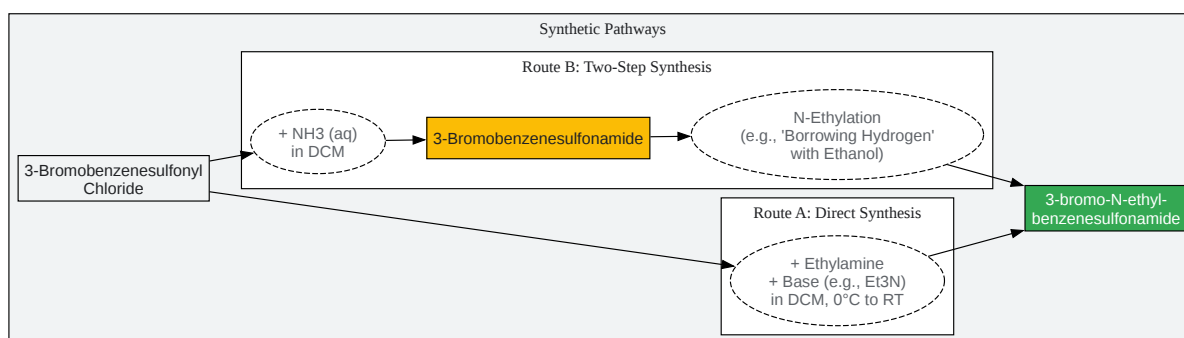 Synthetic Pathways
Route B: Two-Step Synthesis
+ NH3 (aq)
in DCM
3-Bromobenzenesulfonamide
N-Ethylation
(e.g., 'Borrowing Hydrogen'
with Ethanol)
3-Bromobenzenesulfonyl
Chloride
3-bromo-N-ethyl-
benzenesulfonamide
Route A: Direct Synthesis
+ Ethylamine
+ Base (e.g., Et3N)
in DCM, 0°C to RT